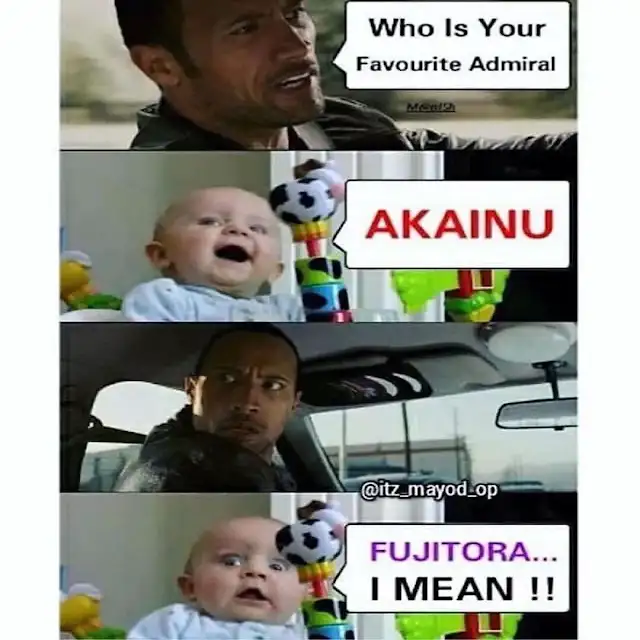 Who Is Your
Favourite Admiral
AKAINU
@itz_mayod_op
FUJITORA...
I MEAN !!